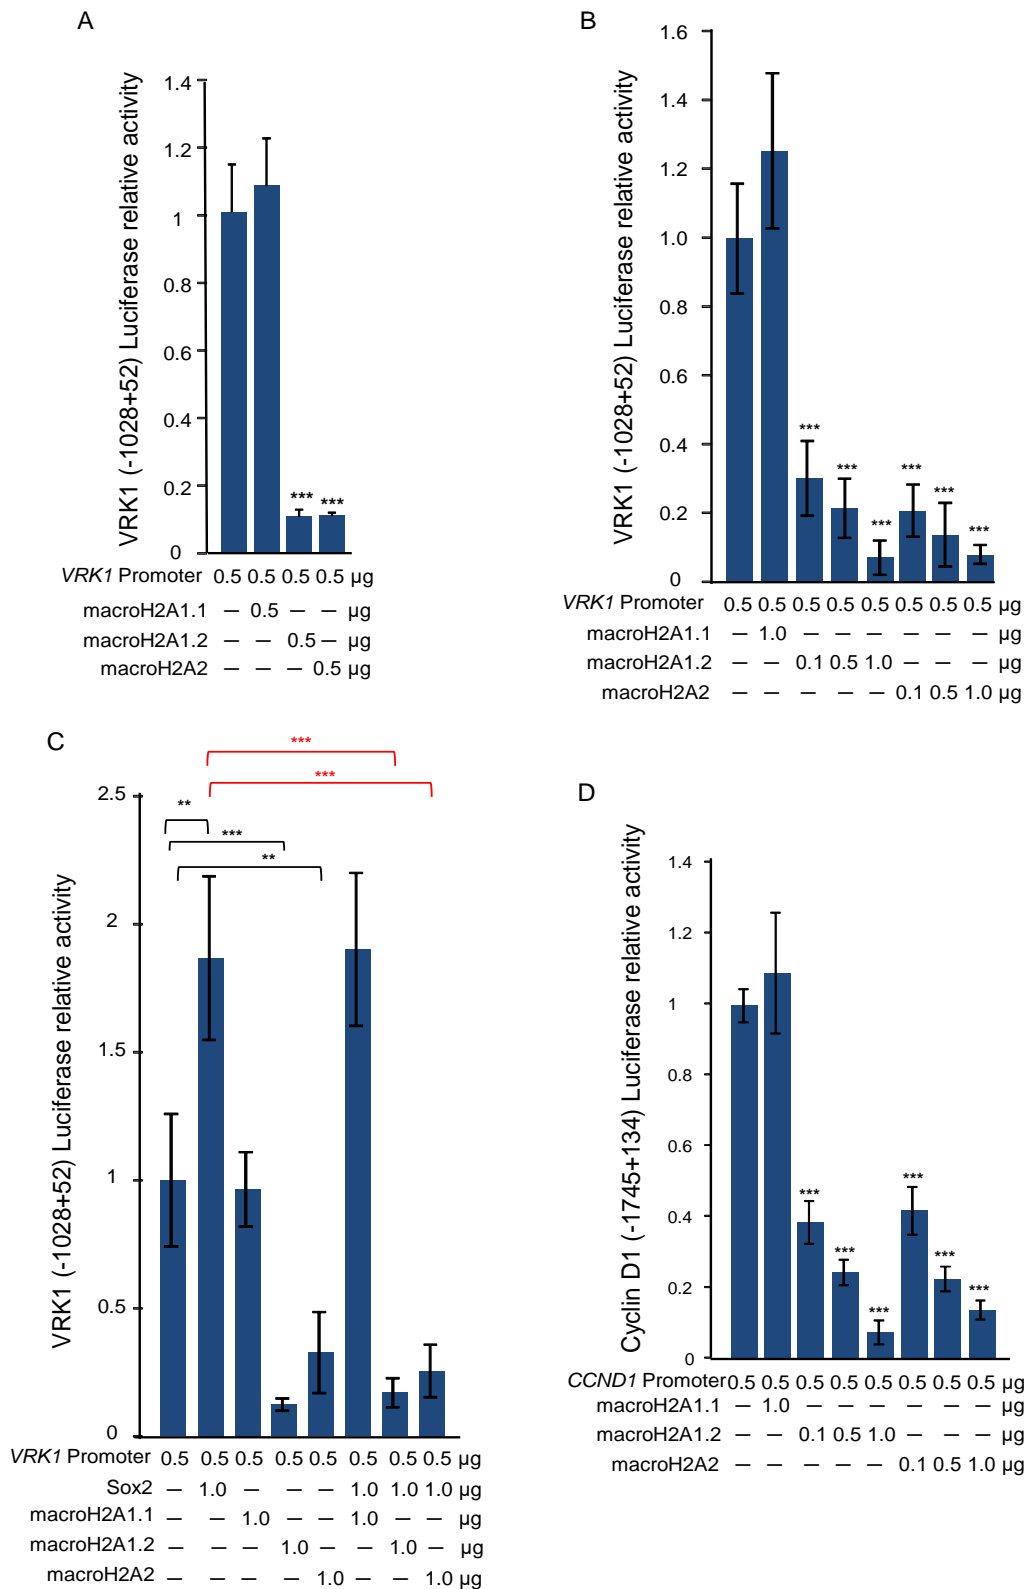 A
VRK1 (-1028+52) Luciferase relative activity
1.4
1.2
1
0.8
0.6
0.4
0.2
0
*** ***
VRK1 Promoter 0.5 0.5 0.5 0.5 µg
macroH2A1.1 — 0.5 — — µg
macroH2A1.2 — — 0.5 — µg
macroH2A2 — — — 0.5 µg
B
VRK1 (-1028+52) Luciferase relative activity
1.6
1.4
1.2
1.0
0.8
0.6
0.4
0.2
0
*** *** *** *** *** ***
VRK1 Promoter 0.5 0.5 0.5 0.5 0.5 0.5 0.5 0.5 µg
macroH2A1.1 — 1.0 — — — — — — µg
macroH2A1.2 — — 0.1 0.5 1.0 — — — µg
macroH2A2 — — — — — 0.1 0.5 1.0 µg
C
VRK1 (-1028+52) Luciferase relative activity
***
***
**
***
**
2.5
2
1.5
1
0.5
0
VRK1 Promoter 0.5 0.5 0.5 0.5 0.5 0.5 0.5 0.5 µg
Sox2 — 1.0 — — — 1.0 1.0 1.0 µg
macroH2A1.1 — — 1.0 — — 1.0 — — µg
macroH2A1.2 — — — 1.0 — — 1.0 — µg
macroH2A2 — — — — 1.0 — — 1.0 µg
D
Cyclin D1 (-1745+134) Luciferase relative activity
1.4
1.2
1.0
0.8
0.6
0.4
0.2
0
*** *** *** *** *** ***
CCND1 Promoter 0.5 0.5 0.5 0.5 0.5 0.5 0.5 0.5 µg
macroH2A1.1 — 1.0 — — — — — — µg
macroH2A1.2 — — 0.1 0.5 1.0 — — — µg
macroH2A2 — — — — — 0.1 0.5 1.0 µg